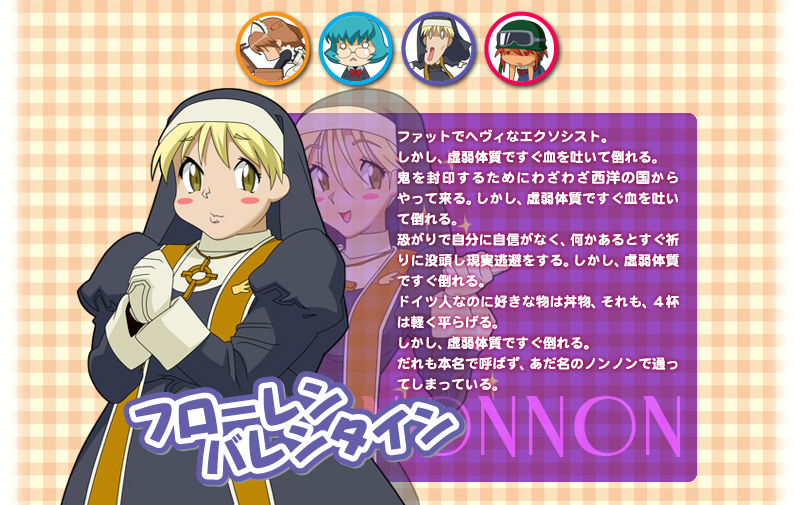 ファットでヘヴィなエクソシスト。
しかし、虚弱体質ですぐ血を吐いて倒れる。
鬼を封印するためにわざわざ西洋の国から
やって来る。しかし、虚弱体質ですぐ血を吐い
て倒れる。
恐がりで自分に自信がなく、何かあるとすぐ祈
りに没頭し現実逃避をする。しかし、虚弱体質
ですぐ倒れる。
ドイツ人なのに好きな物は丼物、それも、４杯
は軽く平らげる。
しかし、虚弱体質ですぐ倒れる。
だれも本名で呼ばず、あだ名のノンノンで通っ
てしまっている。
フローレン
バレンタイン
NONNON